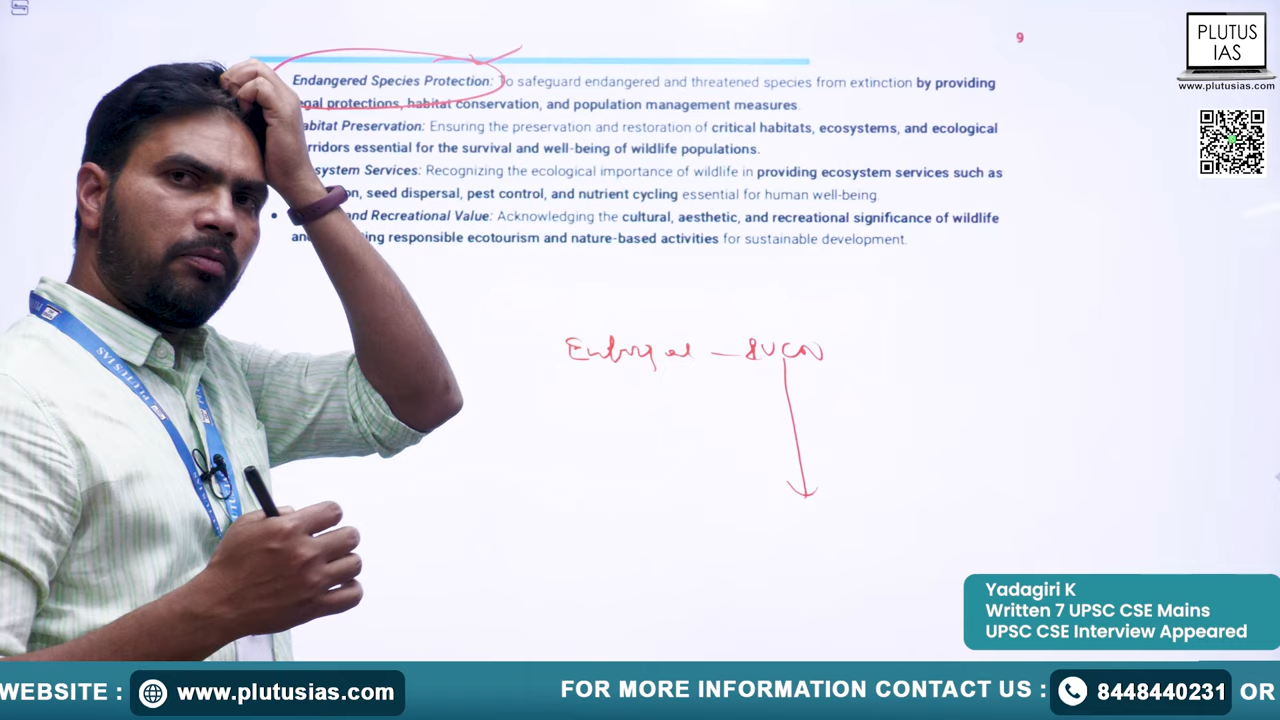 9
PLUTUS
IAS
www.plutusias.com
Endangered Species Protection: To safeguard endangered and threatened species from extinction by providing
egal protections, habitat conservation, and population management measures
abitat Preservation: Ensuring the preservation and restoration of critical habitats, ecosystems, and ecological
rridors essential for the survival and well-being of wildlife populations.
system Services: Recognizing the ecological importance of wildlife in providing ecosystem services such as
on, seed dispersal, pest control, and nutrient cycling essential for human well-being.
• and Recreational Value: Acknowledging the cultural, aesthetic, and recreational significance of wildlife
ing responsible ecotourism and nature-based activities for sustainable development.
PLUTUS IAS
Yadagiri K
Written 7 UPSC CSE Mains
UPSC CSE Interview Appeared
WEBSITE : www.plutusias.com FOR MORE INFORMATION CONTACT US : 8448440231 OR